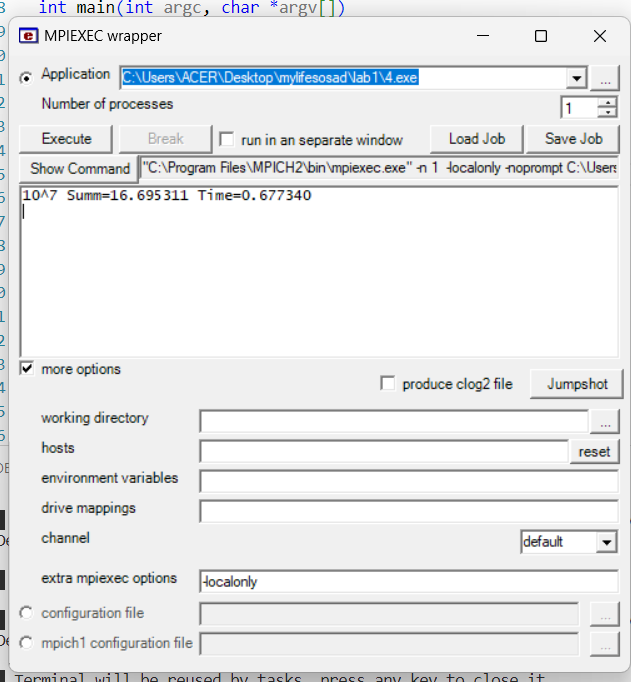 int main(int argc, char *argv[])
MPIEXEC wrapper
Application C:\Users\ACER\Desktop\mylifesosad\lab1\4.exe ...
Number of processes 1
Execute Break run in an separate window Load Job Save Job
Show Command "C:\Program Files\MPICH2\bin\mpiexec.exe" -n 1 -localonly -noprompt C:\Users
10^7 Summ=16.695311 Time=0.677340
more options
produce clog2 file Jumpshot
working directory ...
hosts reset
environment variables
drive mappings
channel default
extra mpiexec options -localonly
configuration file ...
mpich1 configuration file ...
Terminal will be reused by tasks, press any key to close it